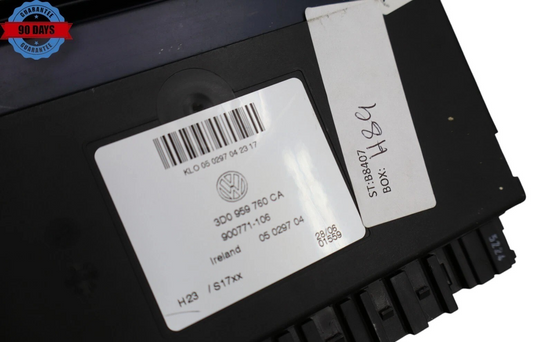 GUARANTEE
90 DAYS
GUARANTEE
KLO 05 0297 04 23 17
3D0 959 760 CA
900771-106
Ireland 05 0297 04
28/06
01559
H23 /S17xx
ST:B8407
BOX: H89